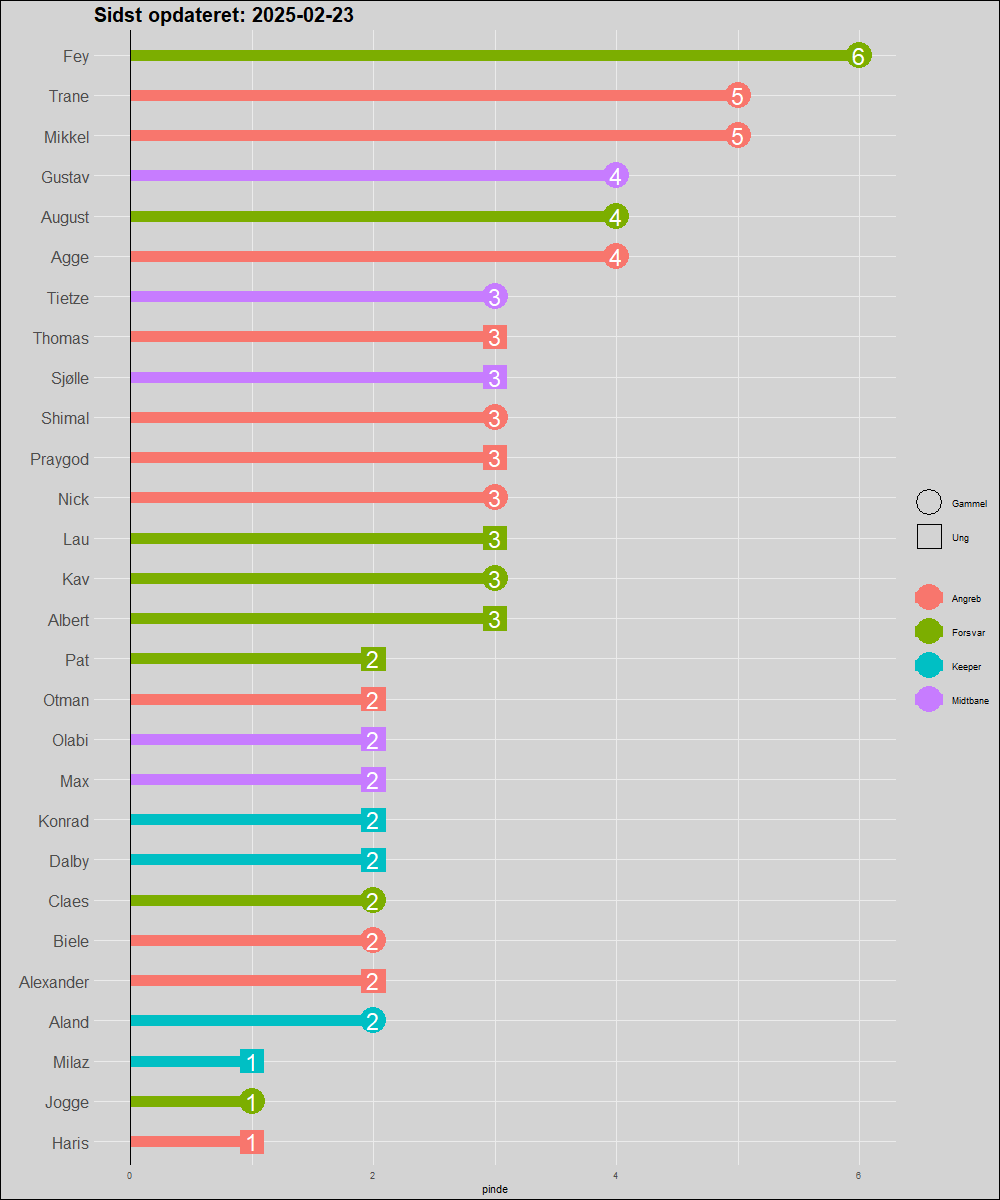 Sidst opdateret: 2025-02-23
Fey 6
Trane 5
Mikkel 5
Gustav 4
August 4
Agge 4
Tietze 3
Thomas 3
Sjølle 3
Shimal 3
Praygod 3
Nick 3
Lau 3
Kav 3
Albert 3
Pat 2
Otman 2
Olabi 2
Max 2
Konrad 2
Dalby 2
Claes 2
Biele 2
Alexander 2
Aland 2
Milaz 1
Jogge 1
Haris 1
0 2 4 6
pinde
Gammel
Ung
Angreb
Forsvar
Keeper
Midtbane